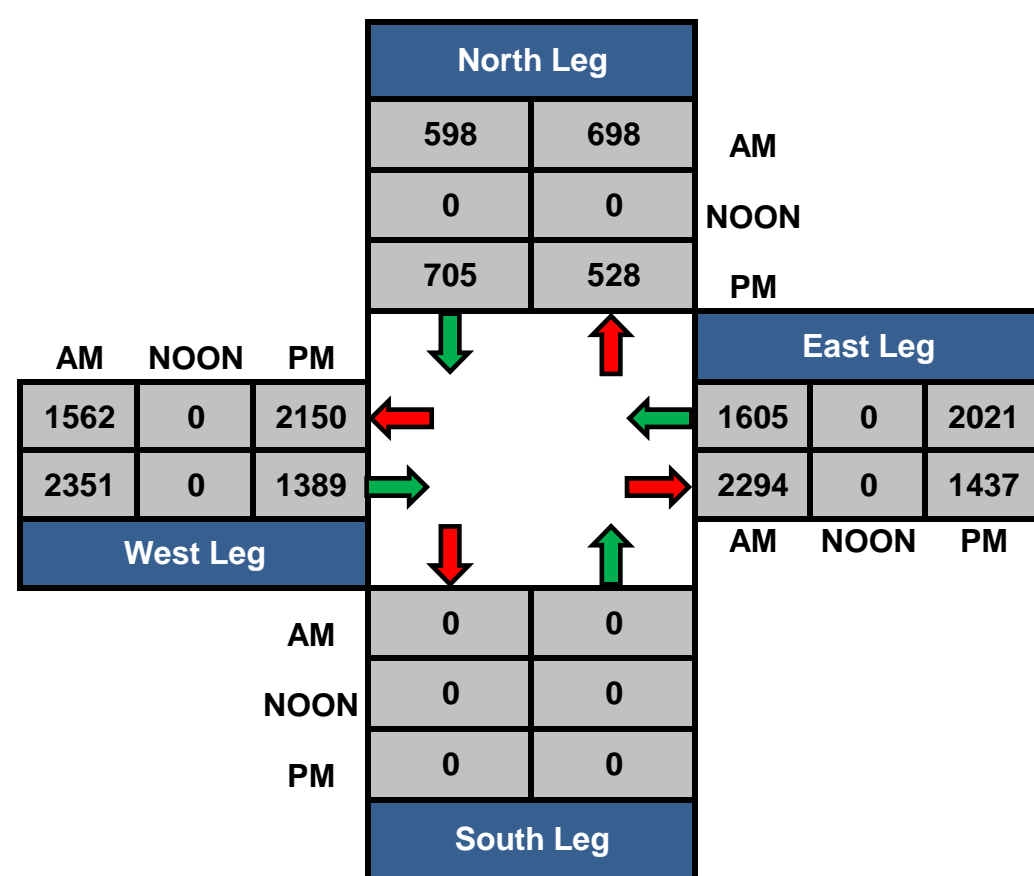 North Leg
598 698 AM
0 0 NOON
705 528 PM
East Leg
AM NOON PM
1562 0 2150 1605 0 2021
2351 0 1389 2294 0 1437
West Leg AM NOON PM
AM 0 0
NOON 0 0
PM 0 0
South Leg